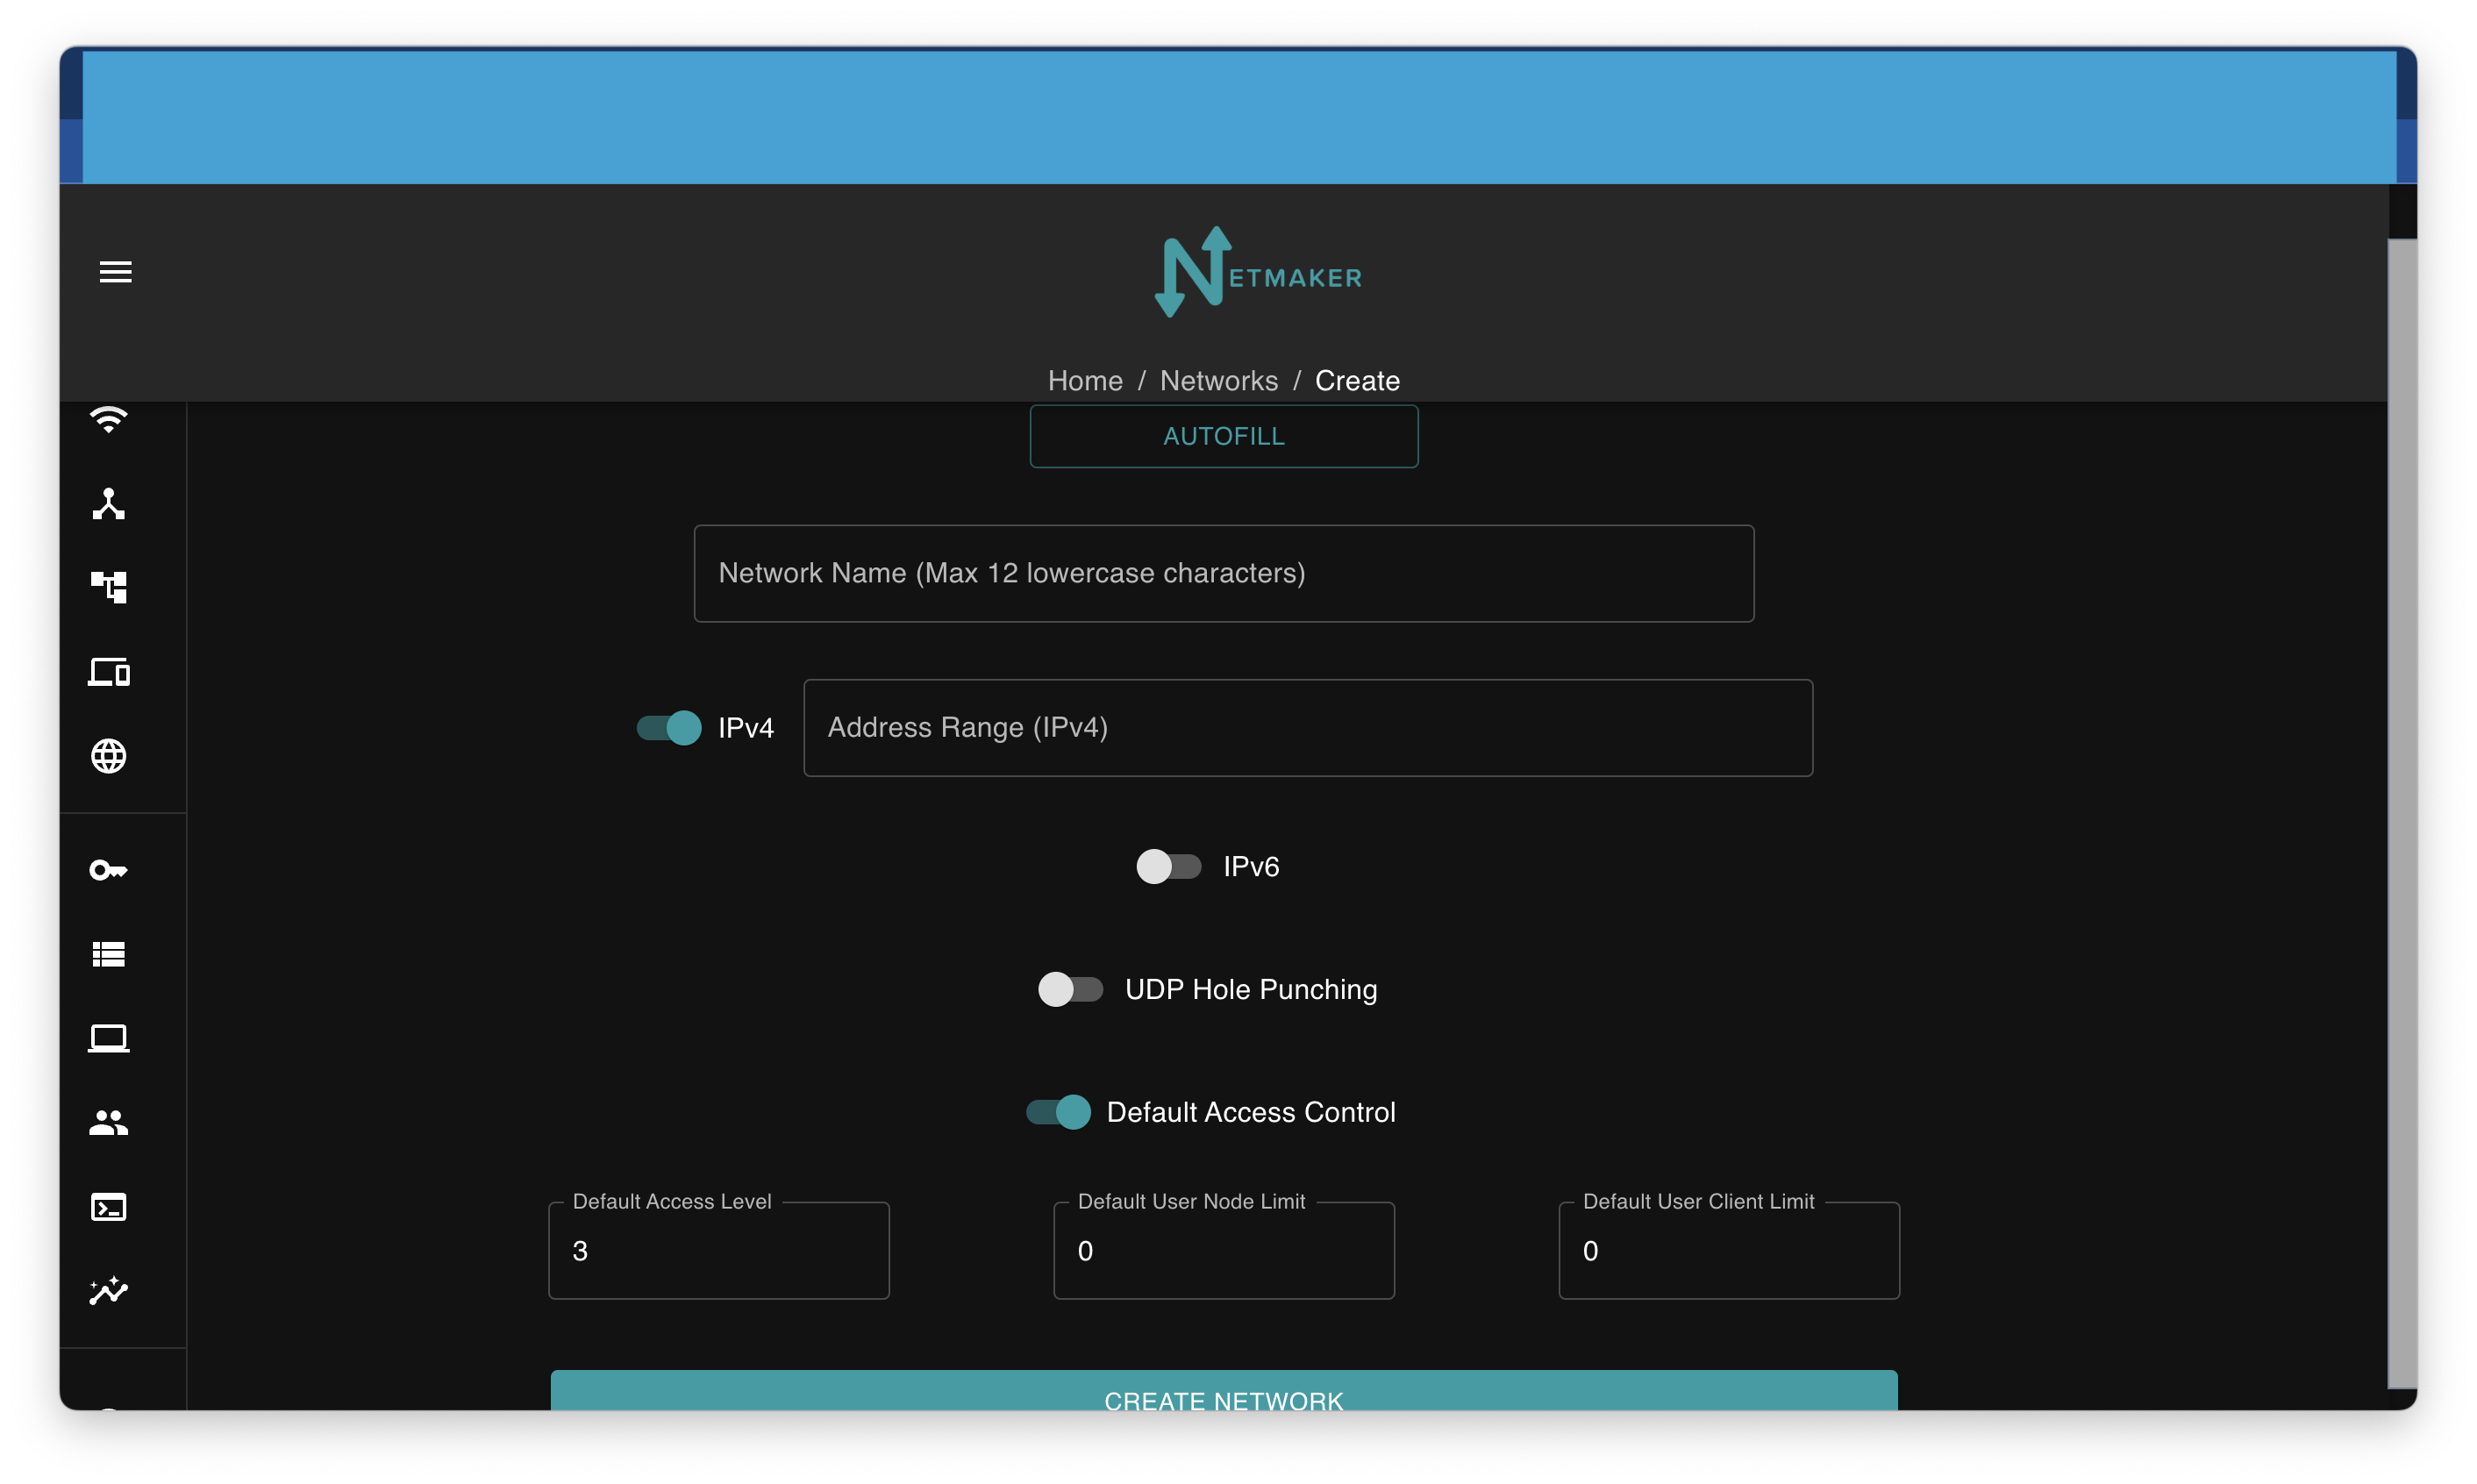 NETMAKER
Home / Networks / Create
AUTOFILL
Network Name (Max 12 lowercase characters)
IPv4
Address Range (IPv4)
IPv6
UDP Hole Punching
Default Access Control
Default Access Level
Default User Node Limit
Default User Client Limit
3
0
0
CREATE NETWORK